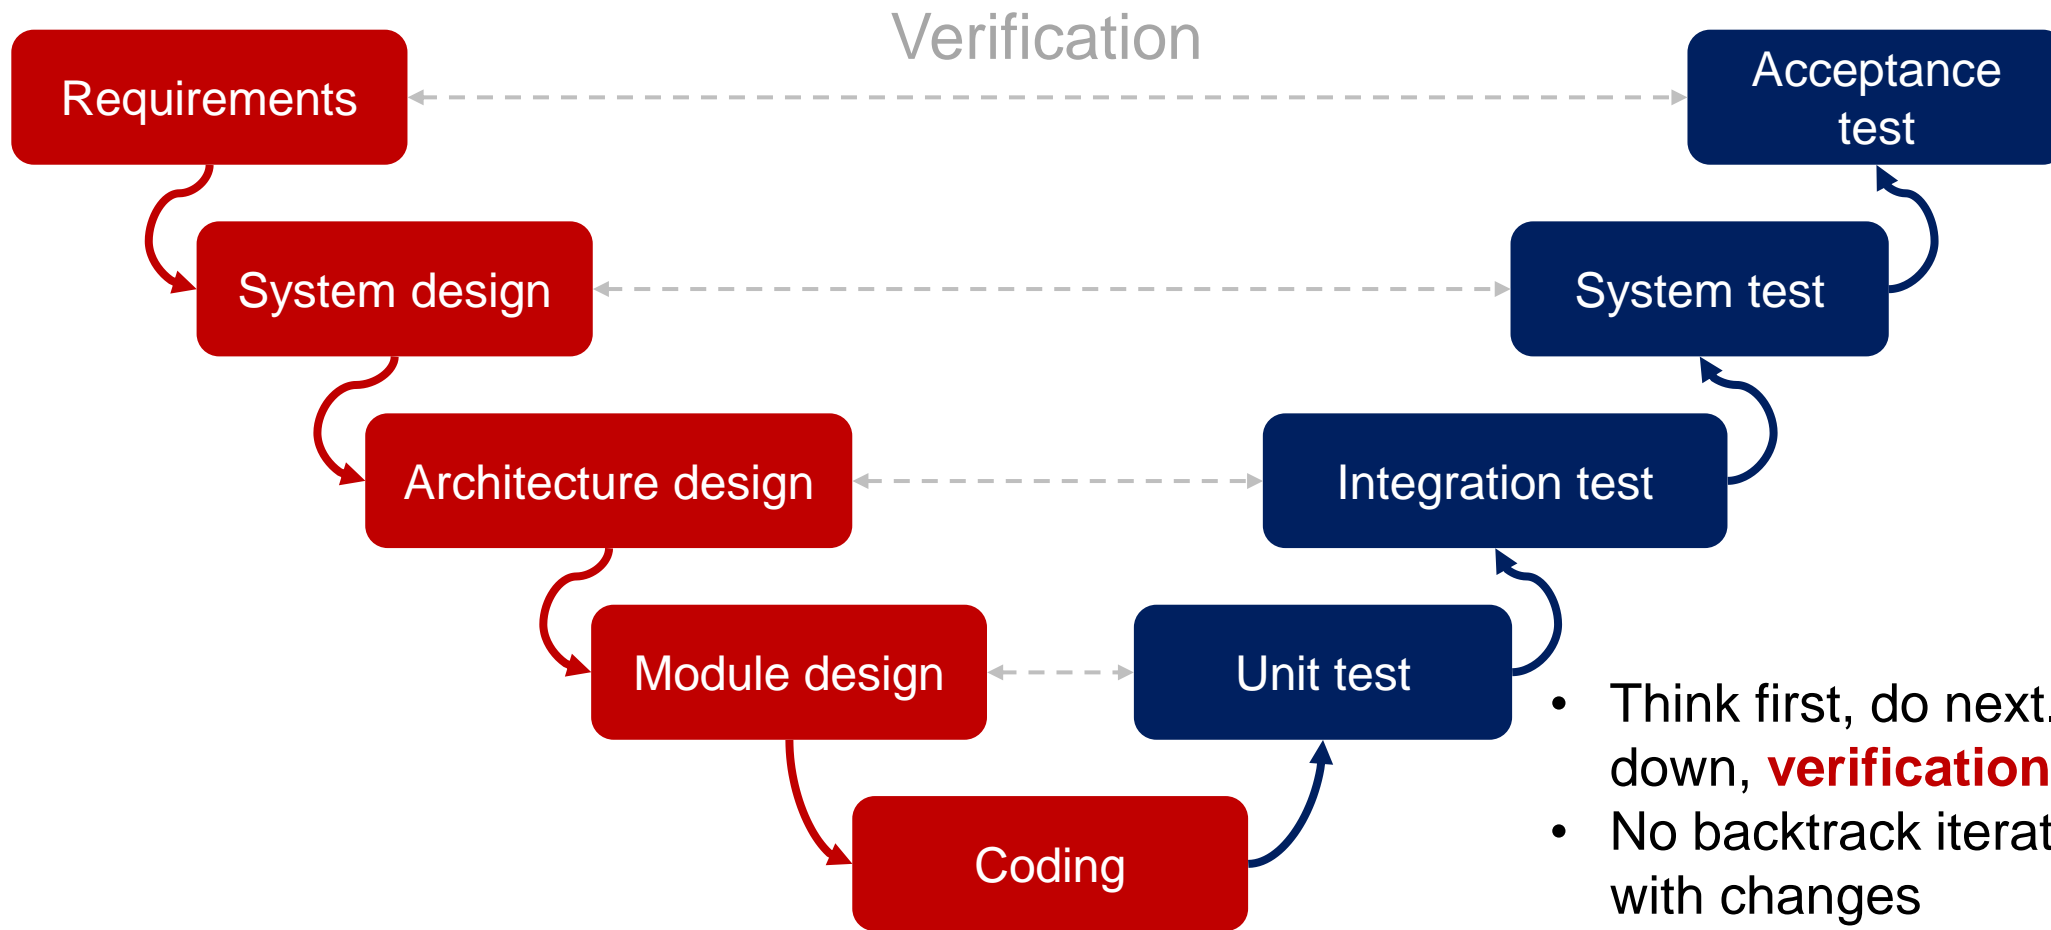 Verification
Requirements
Acceptance
test
System design
System test
Architecture design
Integration test
Module design
Unit test
Coding
• Think first, do next.
down, verification
• No backtrack iterat
with changes